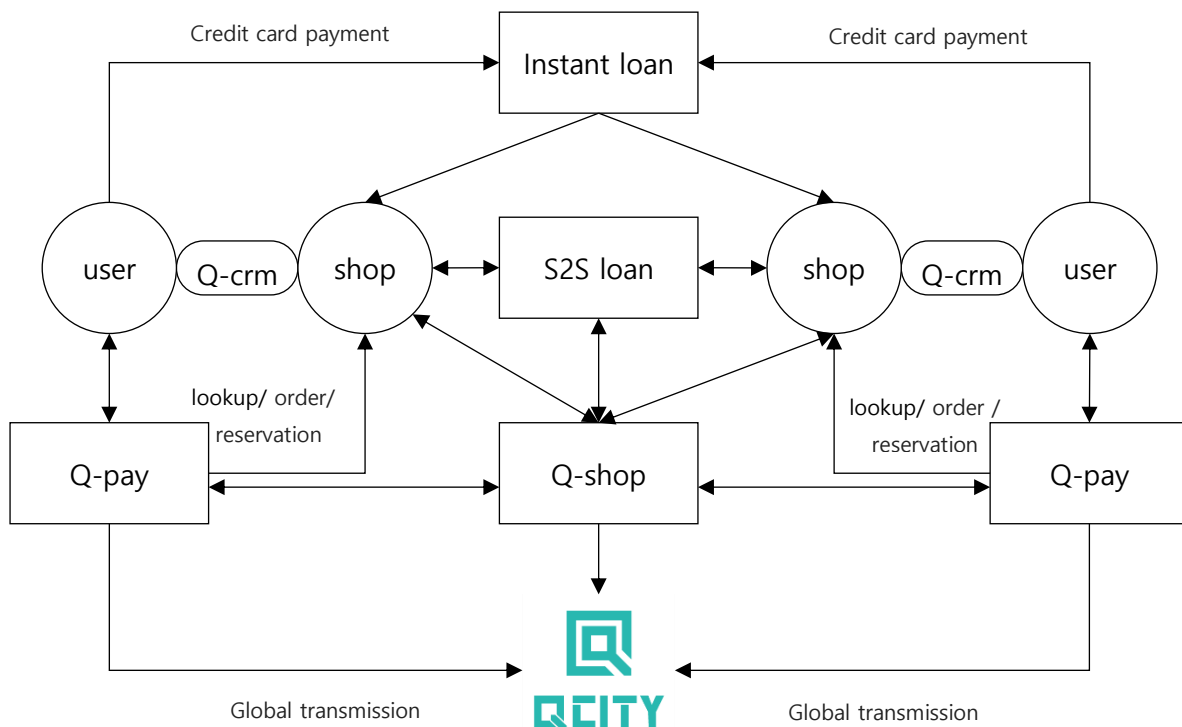 Credit card payment
Instant loan
Credit card payment
user
Q-crm
shop
S2S loan
shop
Q-crm
user
lookup/ order/
reservation
lookup/ order /
reservation
Q-pay
Q-shop
Q-pay
QCITY
Global transmission
Global transmission